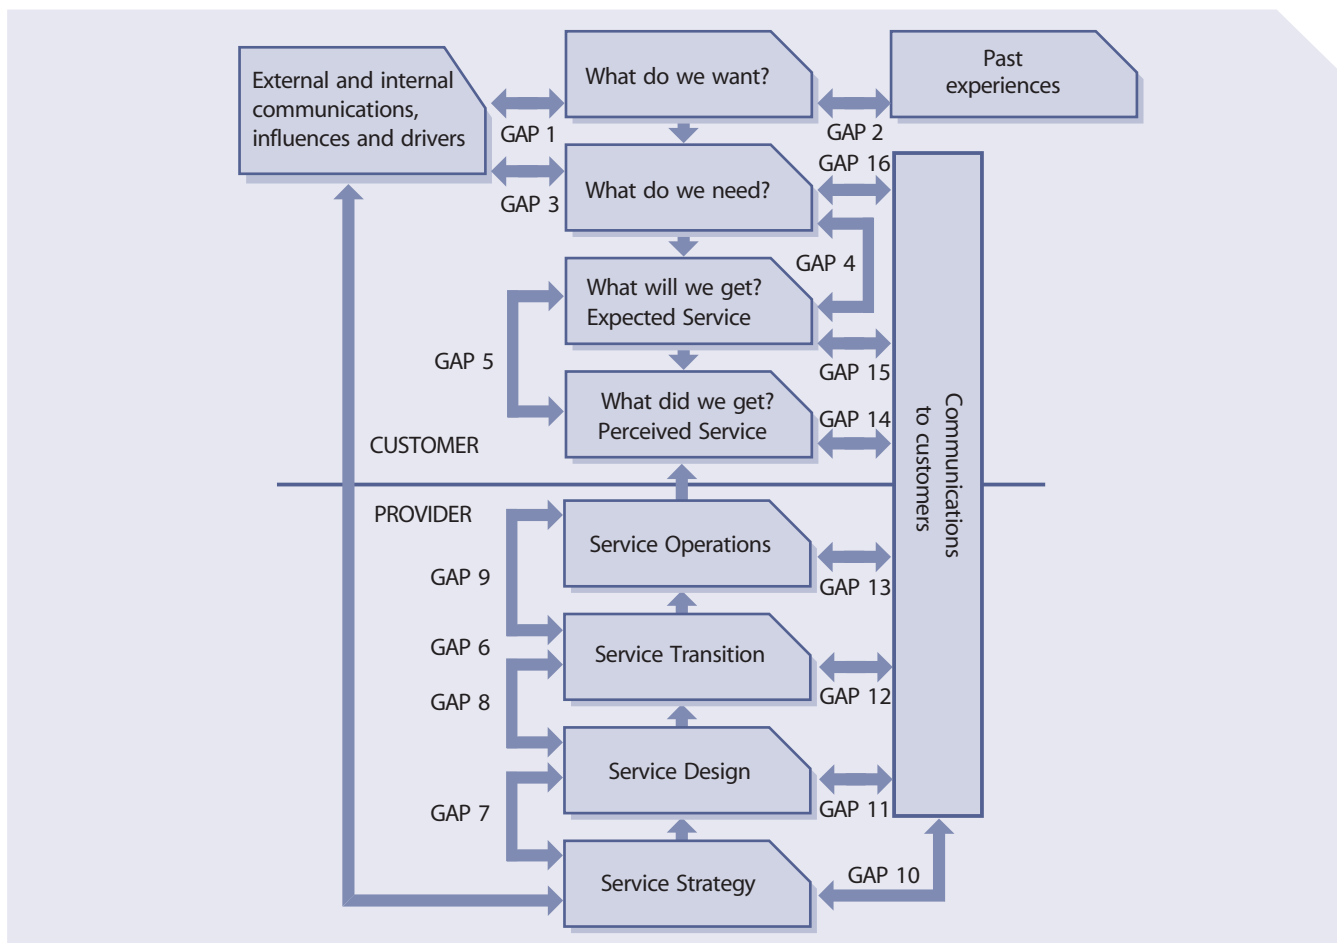 External and internal
communications,
influences and drivers
What do we want?
Past
experiences
GAP 1
GAP 2
What do we need?
GAP 16
GAP 3
GAP 4
What will we get?
Expected Service
GAP 5
GAP 15
What did we get?
Perceived Service
GAP 14
Communications
to customers
CUSTOMER
PROVIDER
Service Operations
GAP 9
GAP 13
GAP 6
Service Transition
GAP 8
GAP 12
Service Design
GAP 7
GAP 11
Service Strategy
GAP 10